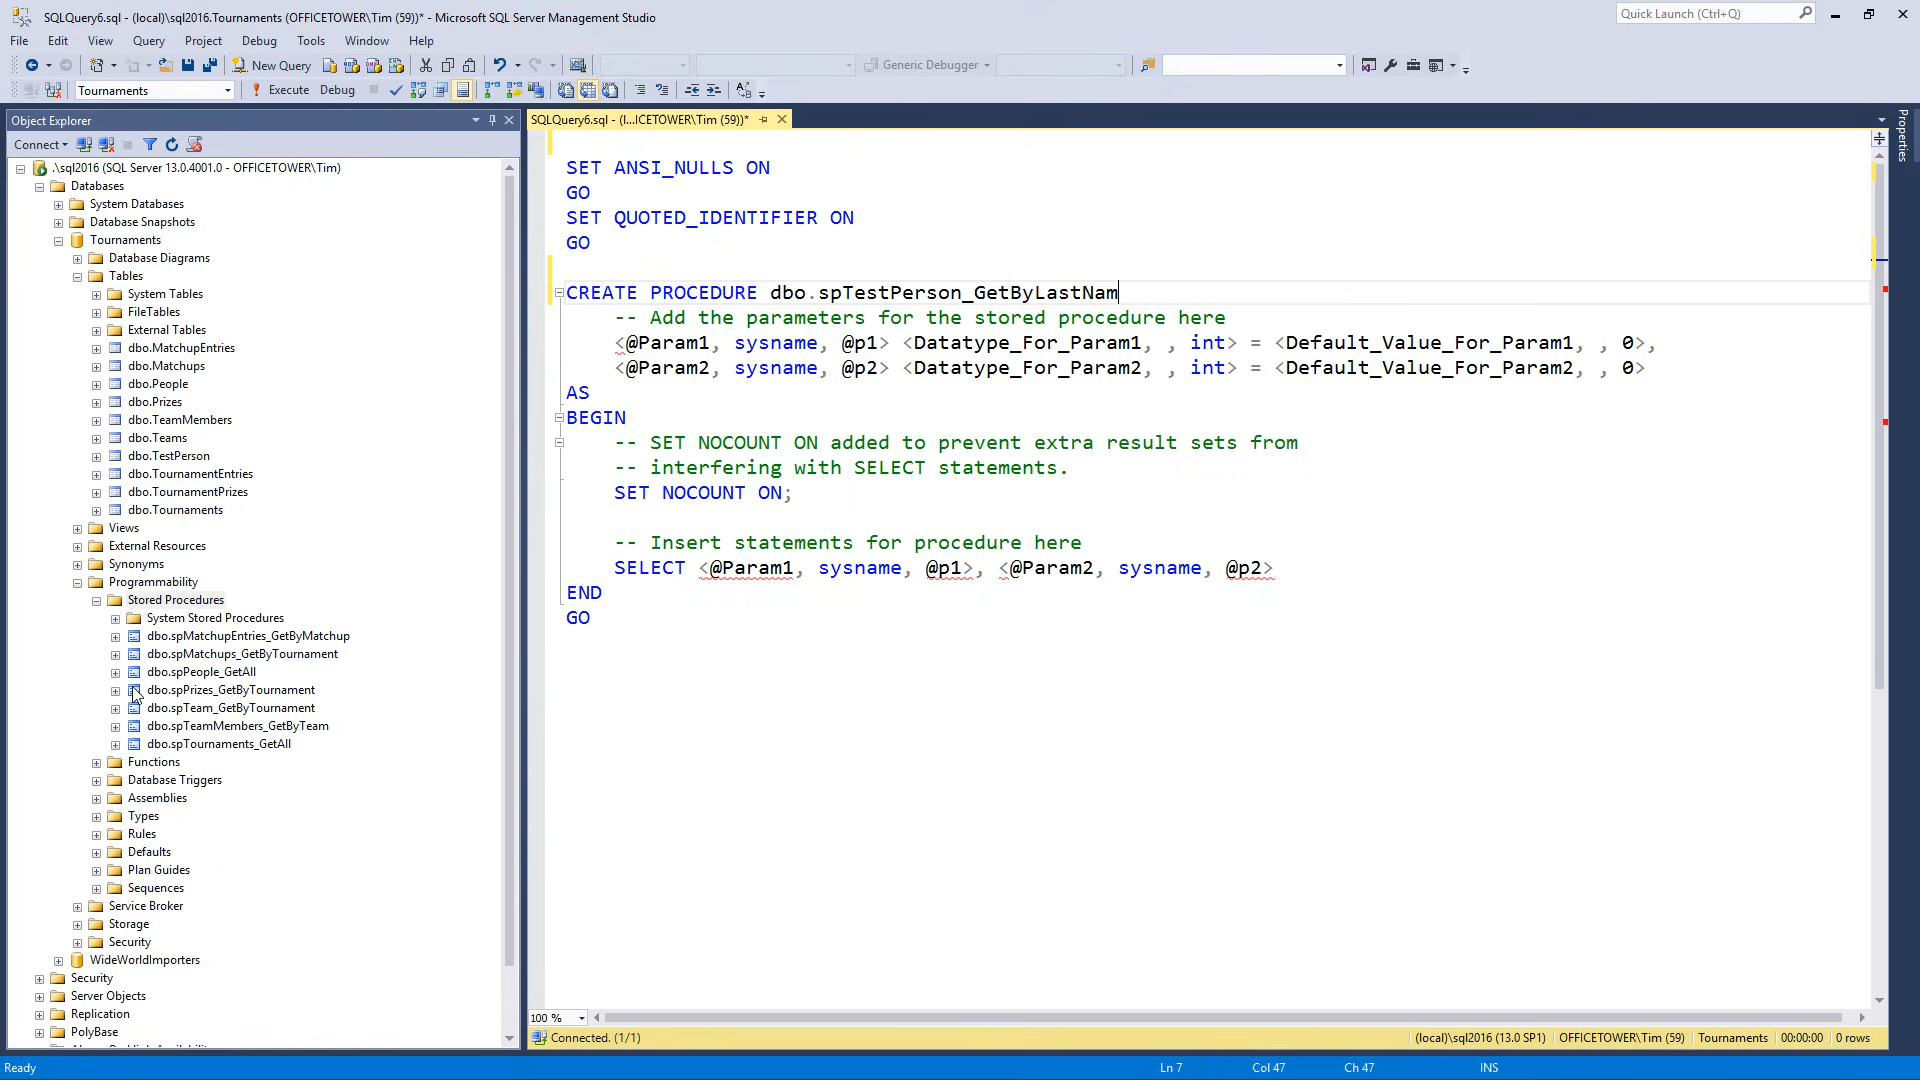 SQLQuery6.sql - (local)\sql2016.Tournaments (OFFICETOWER\Tim (59))* - Microsoft SQL Server Management Studio
Quick Launch (Ctrl+Q)
File Edit View Query Project Debug Tools Window Help
New Query
Generic Debugger
Tournaments
Execute
Debug
Object Explorer
Connect
.\sql2016 (SQL Server 13.0.4001.0 - OFFICETOWER\Tim)
Databases
System Databases
Database Snapshots
Tournaments
Database Diagrams
Tables
System Tables
FileTables
External Tables
dbo.MatchupEntries
dbo.Matchups
dbo.People
dbo.Prizes
dbo.TeamMembers
dbo.Teams
dbo.TestPerson
dbo.TournamentEntries
dbo.TournamentPrizes
dbo.Tournaments
Views
External Resources
Synonyms
Programmability
Stored Procedures
System Stored Procedures
dbo.spMatchupEntries_GetByMatchup
dbo.spMatchups_GetByTournament
dbo.spPeople_GetAll
dbo.spPrizes_GetByTournament
dbo.spTeam_GetByTournament
dbo.spTeamMembers_GetByTeam
dbo.spTournaments_GetAll
Functions
Database Triggers
Assemblies
Types
Rules
Defaults
Plan Guides
Sequences
Service Broker
Storage
Security
WideWorldImporters
Security
Server Objects
Replication
PolyBase
SQLQuery6.sql - (l...ICETOWER\Tim (59))*
SET ANSI_NULLS ON
GO
SET QUOTED_IDENTIFIER ON
GO
CREATE PROCEDURE dbo.spTestPerson_GetByLastNam
-- Add the parameters for the stored procedure here
<@Param1, sysname, @p1> <Datatype_For_Param1, , int> = <Default_Value_For_Param1, , 0>,
<@Param2, sysname, @p2> <Datatype_For_Param2, , int> = <Default_Value_For_Param2, , 0>
AS
BEGIN
-- SET NOCOUNT ON added to prevent extra result sets from
-- interfering with SELECT statements.
SET NOCOUNT ON;
-- Insert statements for procedure here
SELECT <@Param1, sysname, @p1>, <@Param2, sysname, @p2>
END
GO
100 %
Connected. (1/1)
(local)\sql2016 (13.0 SP1)
OFFICETOWER\Tim (59)
Tournaments
00:00:00
0 rows
Properties
Ready
Ln 7
Col 47
Ch 47
INS